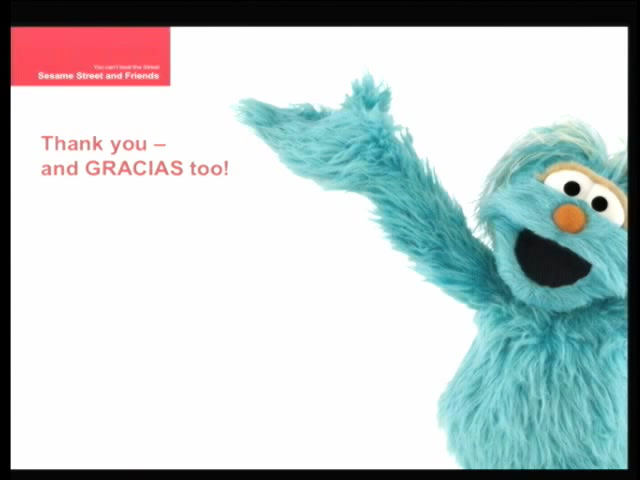 You can't beat the Street
Sesame Street and Friends
Thank you –
and GRACIAS too!